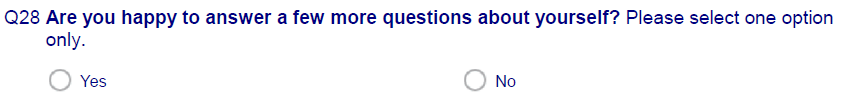 Q28 Are you happy to answer a few more questions about yourself? Please select one option
only.
Yes No